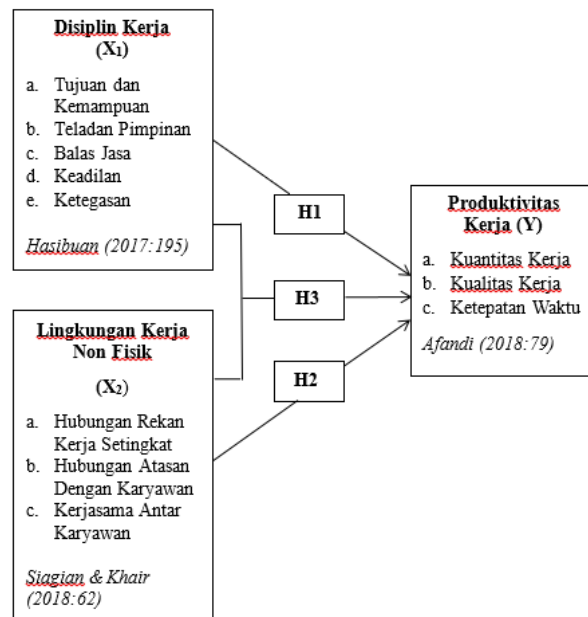 Disiplin Kerja
(X1)
a. Tujuan dan
Kemampuan
b. Teladan Pimpinan
c. Balas Jasa
d. Keadilan
e. Ketegasan
Hasibuan (2017:195)
Lingkungan Kerja
Non Fisik
(X2)
a. Hubungan Rekan
Kerja Setingkat
b. Hubungan Atasan
Dengan Karyawan
c. Kerjasama Antar
Karyawan
Siagian & Khair
(2018:62)
H1
H3
H2
Produktivitas
Kerja (Y)
a. Kuantitas Kerja
b. Kualitas Kerja
c. Ketepatan Waktu
Afandi (2018:79)